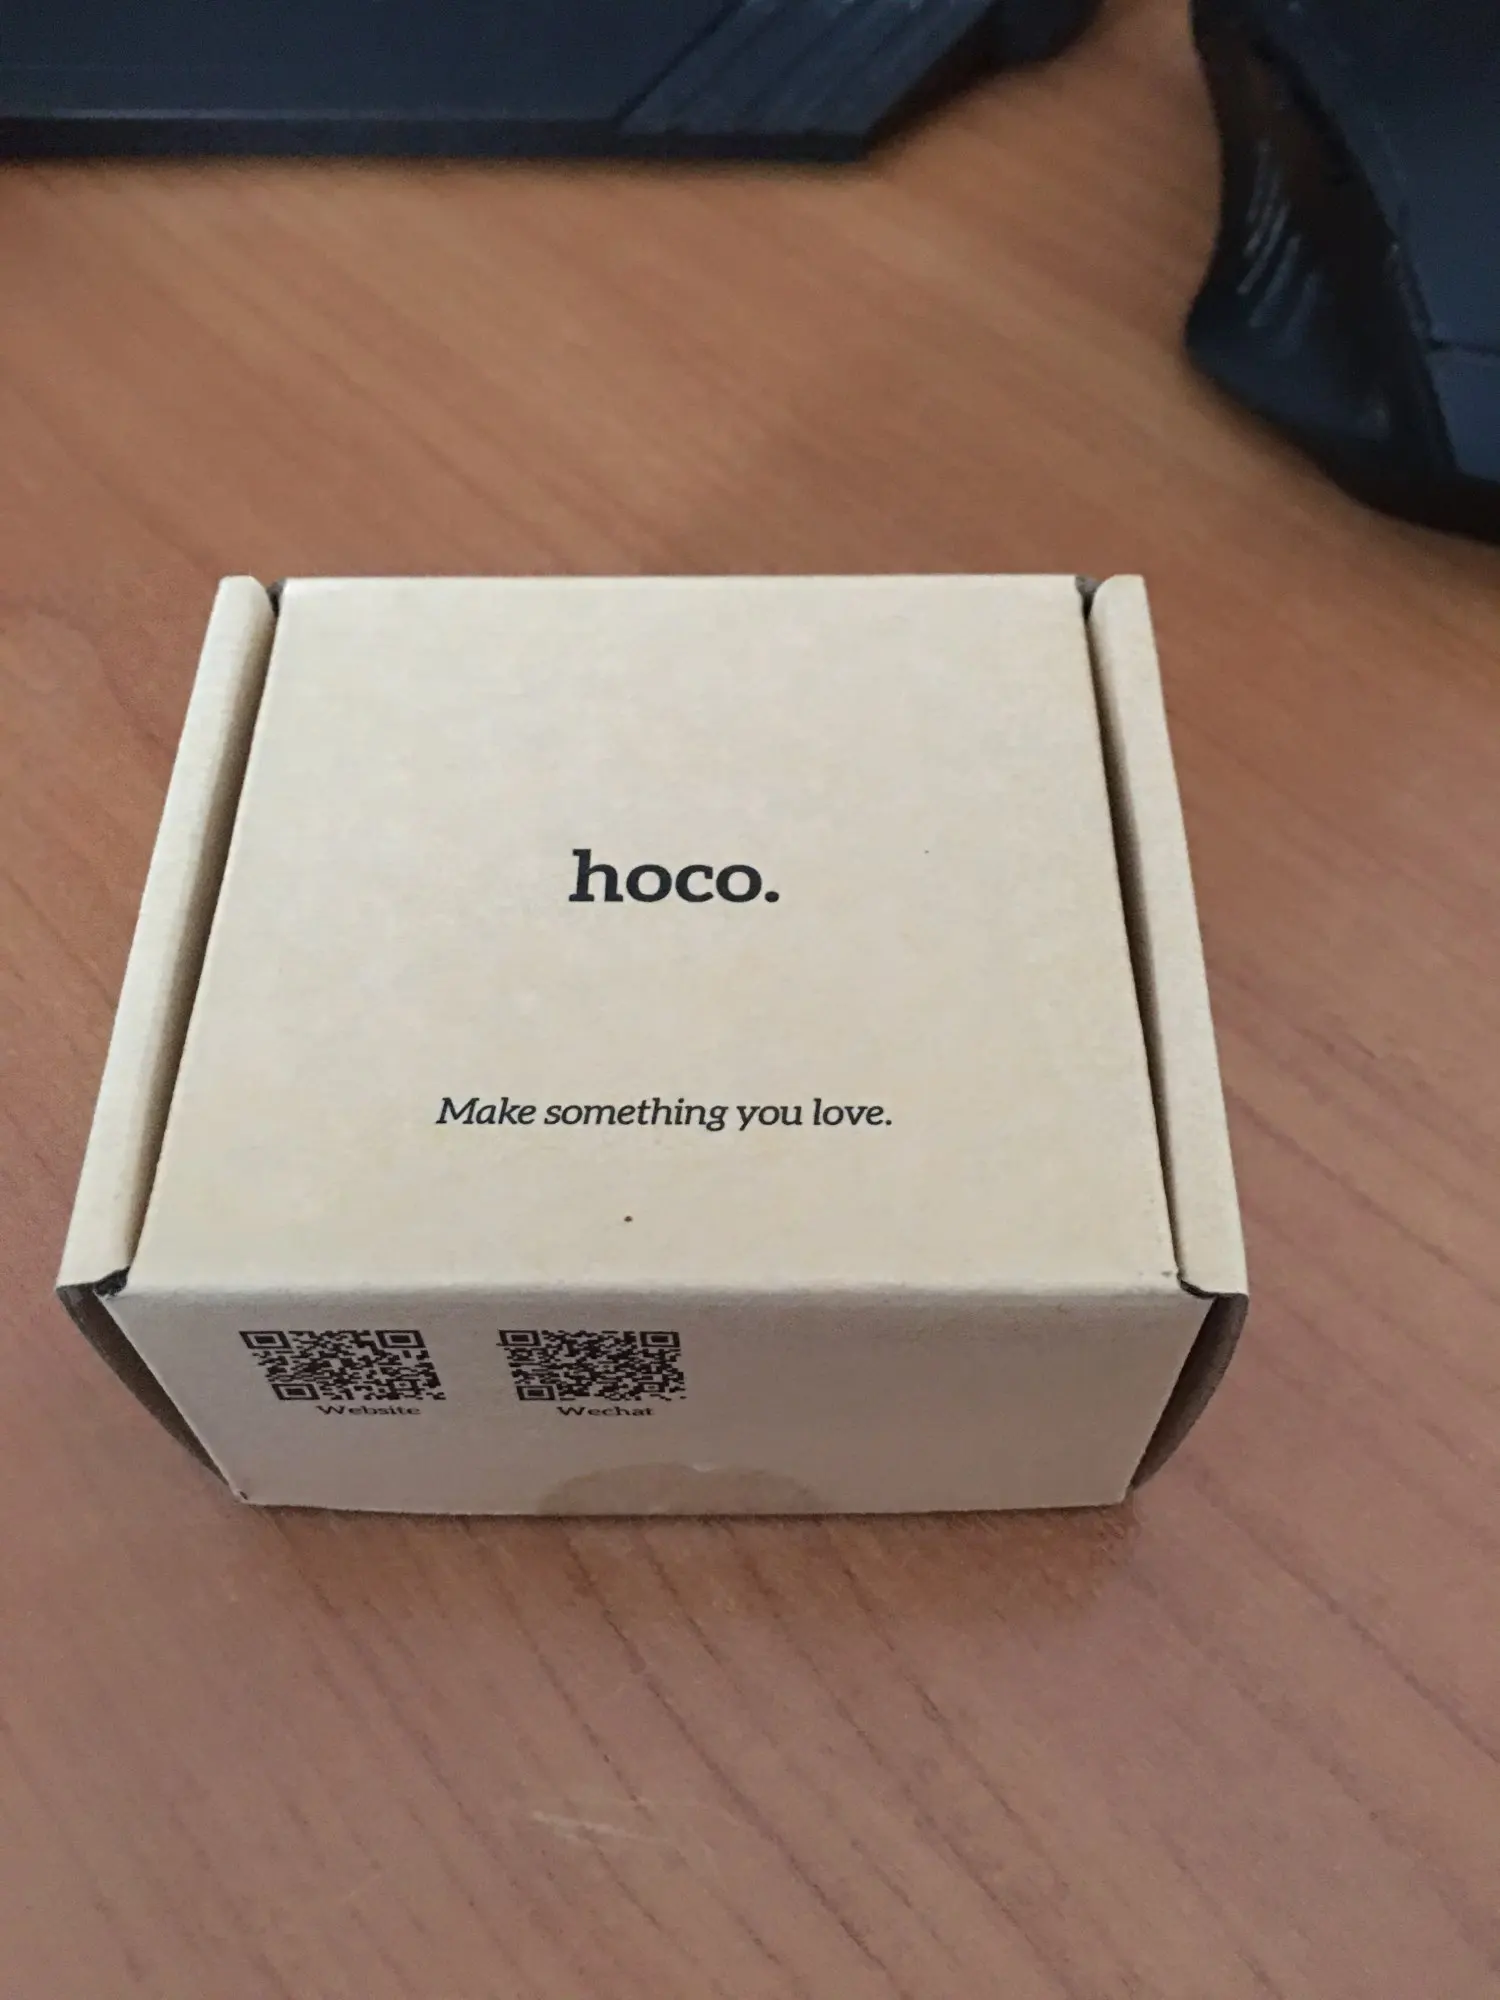 hoco.
Make something you love.
Website
Wechat